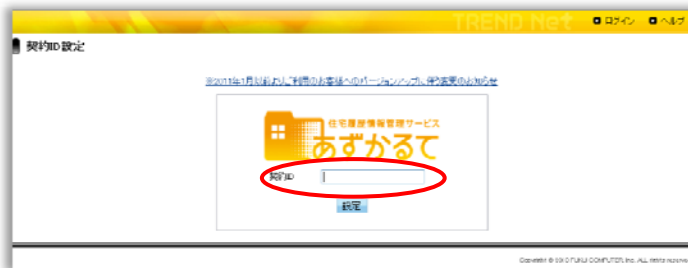 TREND Net
ログイン ヘルプ
契約ID設定
※2011年1月以前よりご利用のお客様へのバージョンアップに伴う変更のお知らせ
住宅履歴情報管理サービス
あずかるて
契約ID
設定
Copyright © 2010 FUKUI COMPUTER, Inc. ALL rights reserved